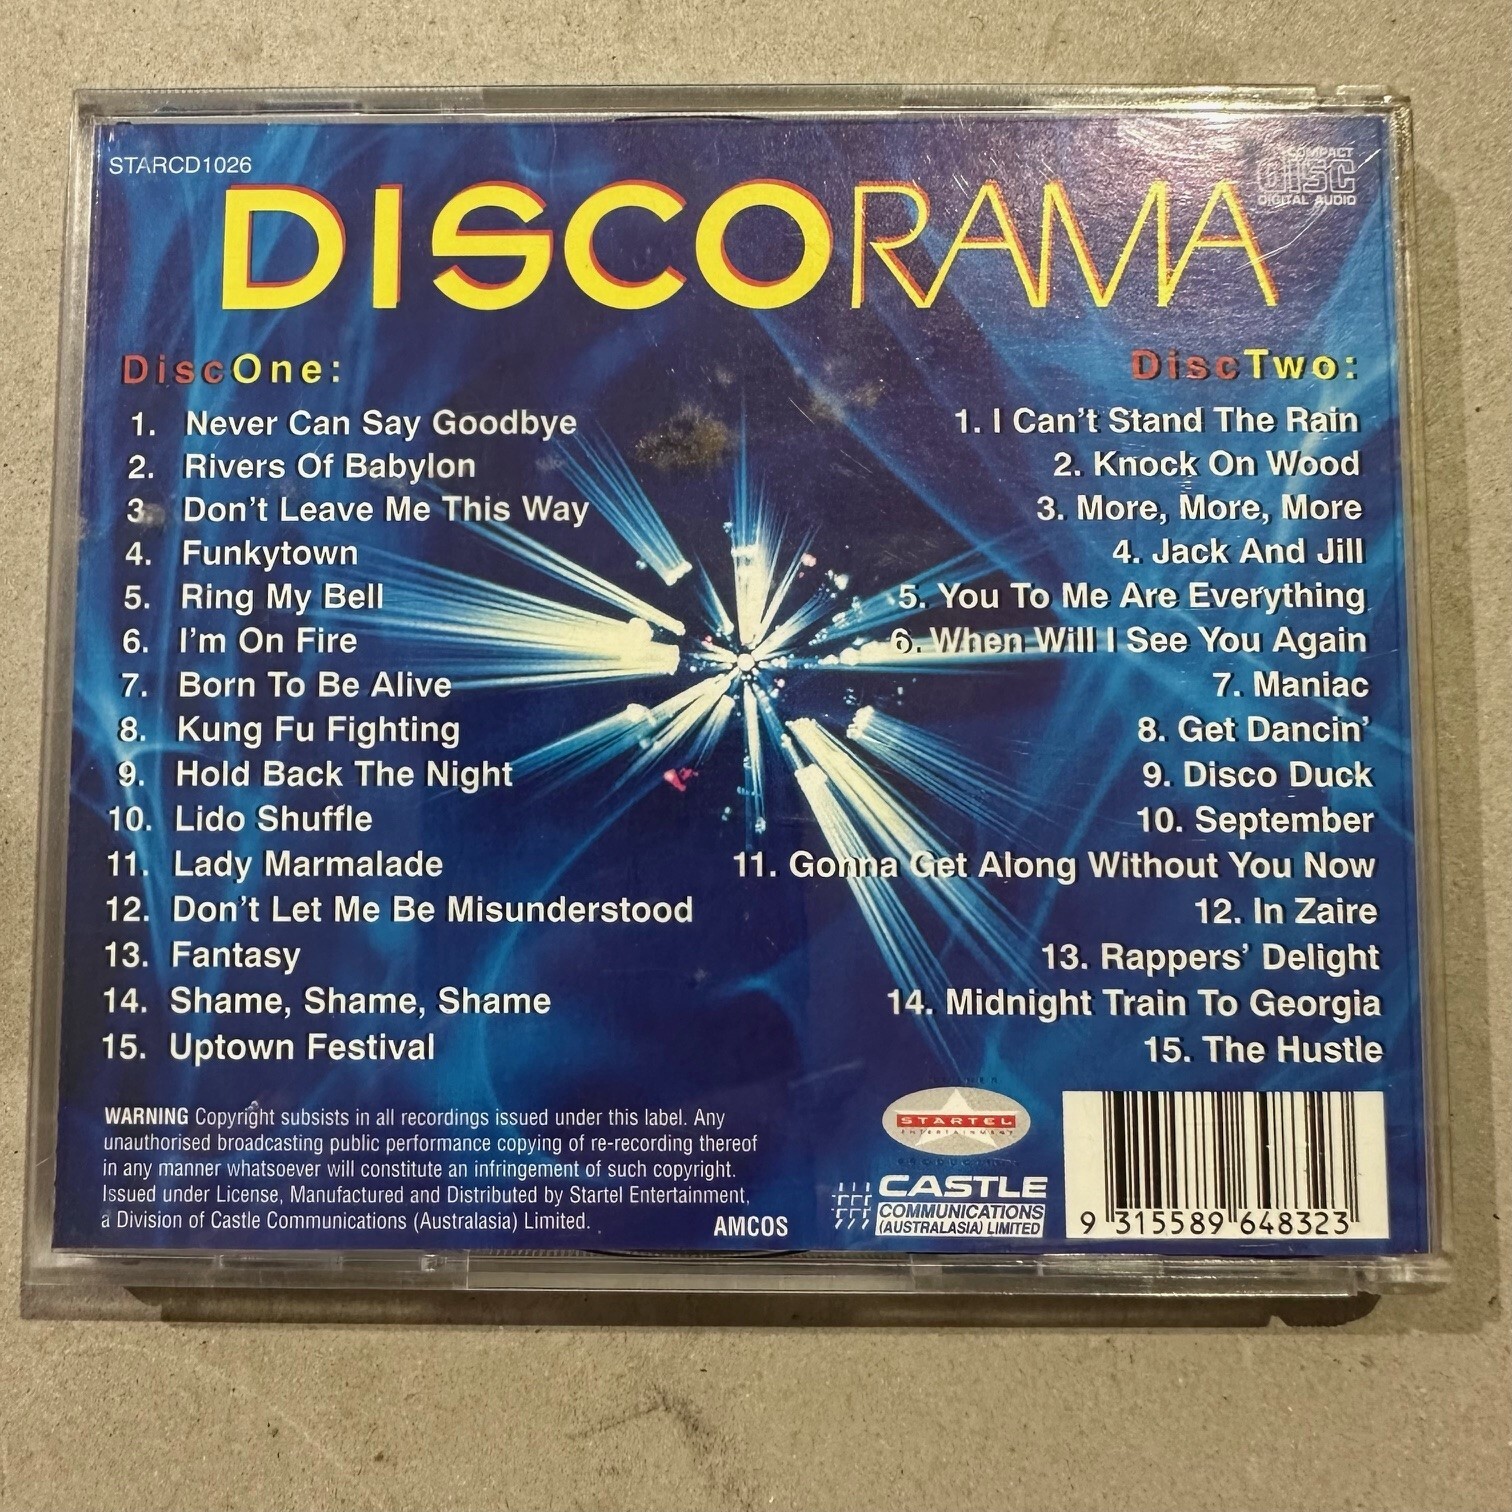 STARCD1026
COMPACT
disc
DIGITAL AUDIO
DISCORAMA
DiscOne:
1. Never Can Say Goodbye
2. Rivers Of Babylon
3. Don't Leave Me This Way
4. Funkytown
5. Ring My Bell
6. I'm On Fire
7. Born To Be Alive
8. Kung Fu Fighting
9. Hold Back The Night
10. Lido Shuffle
11. Lady Marmalade
12. Don't Let Me Be Misunderstood
13. Fantasy
14. Shame, Shame, Shame
15. Uptown Festival
DiscTwo:
1. I Can't Stand The Rain
2. Knock On Wood
3. More, More, More
4. Jack And Jill
5. You To Me Are Everything
6. When Will I See You Again
7. Maniac
8. Get Dancin'
9. Disco Duck
10. September
11. Gonna Get Along Without You Now
12. In Zaire
13. Rappers' Delight
14. Midnight Train To Georgia
15. The Hustle
WARNING Copyright subsists in all recordings issued under this label. Any
unauthorised broadcasting public performance copying of re-recording thereof
in any manner whatsoever will constitute an infringement of such copyright.
Issued under License, Manufactured and Distributed by Startel Entertainment,
a Division of Castle Communications (Australasia) Limited.
AMCOS
STARTEL
ENTERTAINMENT
CASTLE
COMMUNICATIONS
(AUSTRALASIA) LIMITED
9 315589 648323